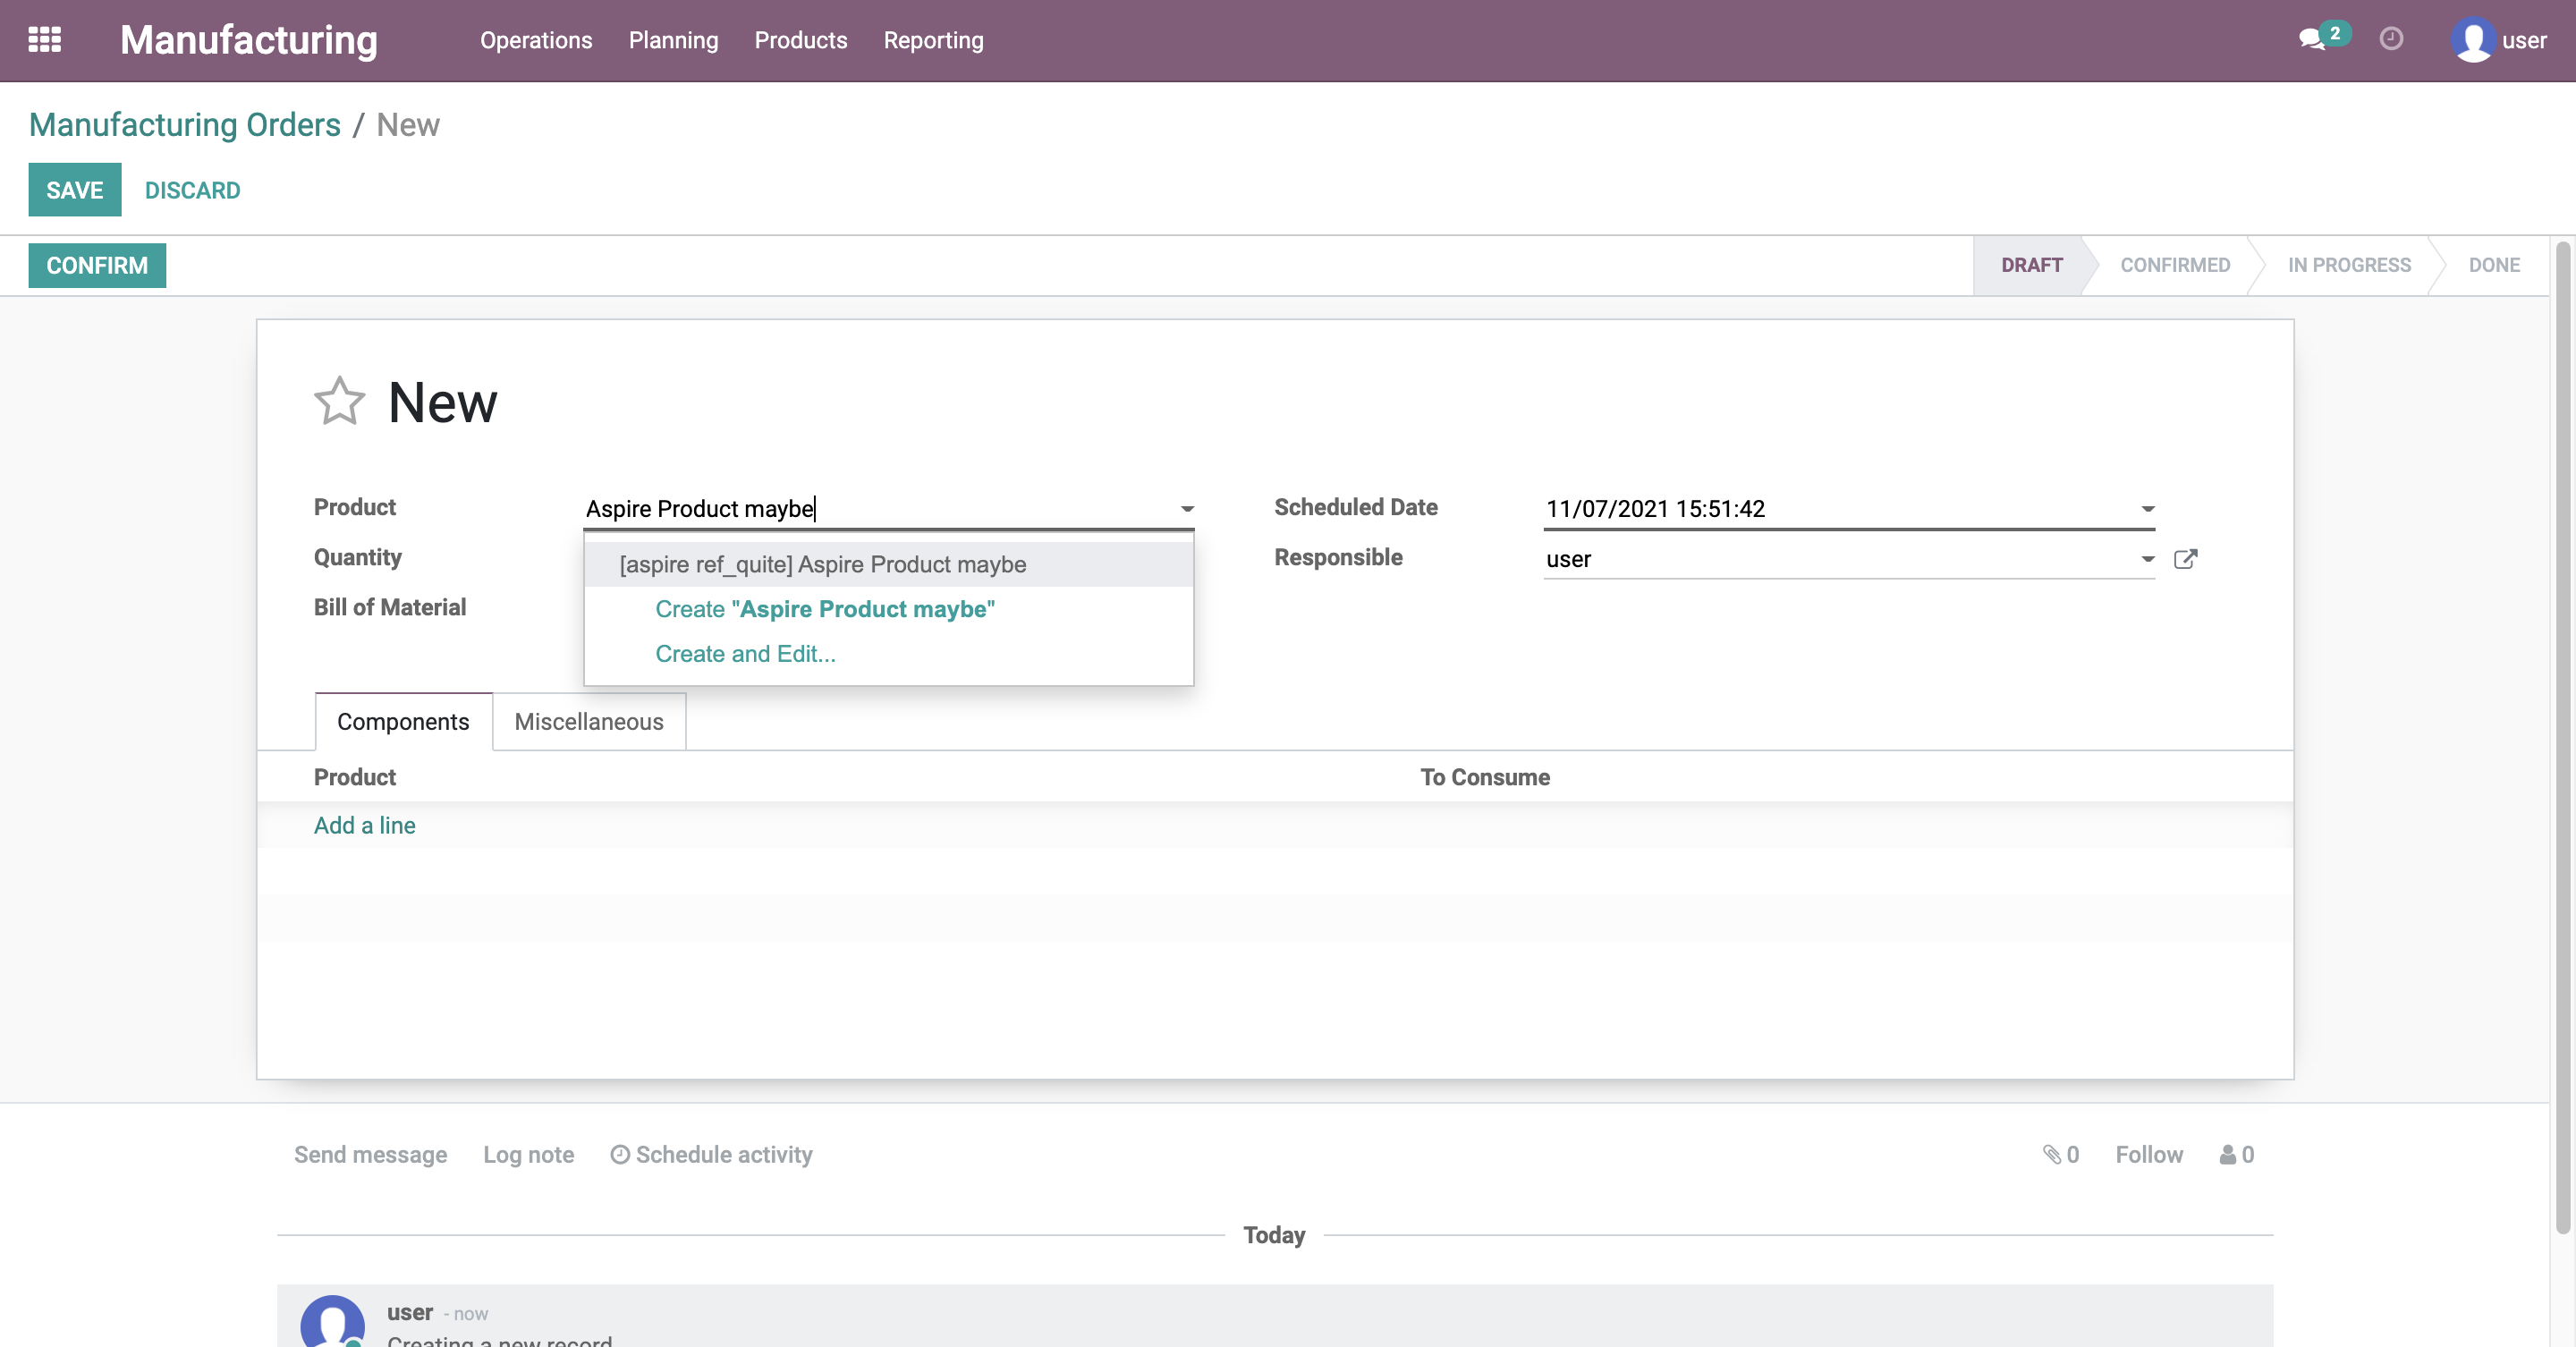 Manufacturing
Operations
Planning
Products
Reporting
2
user
Manufacturing Orders / New
SAVE
DISCARD
CONFIRM
DRAFT
CONFIRMED
IN PROGRESS
DONE
New
Product
Aspire Product maybe
Scheduled Date
11/07/2021 15:51:42
Quantity
[aspire ref_quite] Aspire Product maybe
Responsible
user
Bill of Material
Create "Aspire Product maybe"
Create and Edit...
Components
Miscellaneous
Product
To Consume
Add a line
Send message
Log note
Schedule activity
0
Follow
0
Today
user - now
Creating a new record